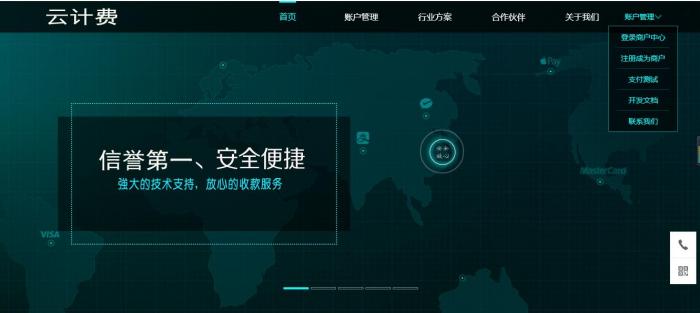 云计费
首页
账户管理
行业方案
合作伙伴
关于我们
账户管理
登录商户中心
注册成为商户
支付测试
开发文档
联系我们
Pay
信誉第一、安全便捷
強大的技术支持，放心的收款服务
MasterCard
VISA